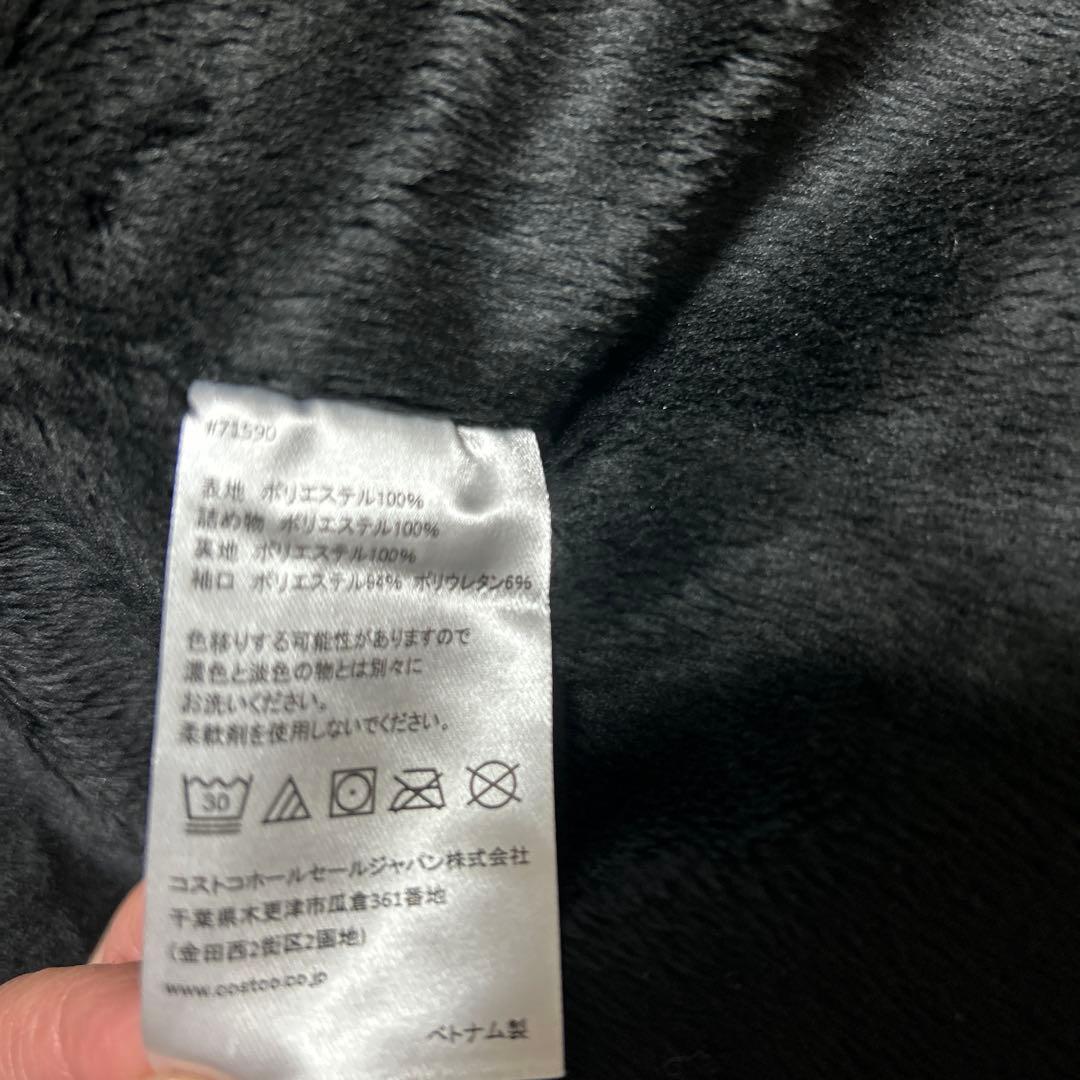 #71590
表地 ポリエステル100%
詰め物 ポリエステル100%
裏地 ポリエステル100%
袖口 ポリエステル94% ポリウレタン6%
色移りする可能性がありますので
濃色と淡色の物とは別々に
お洗いください。
柔軟剤を使用しないでください。
30
コストコホールセールジャパン株式会社
千葉県木更津市瓜倉361番地
(金田西2街区2画地)
www.costco.co.jp
ベトナム製